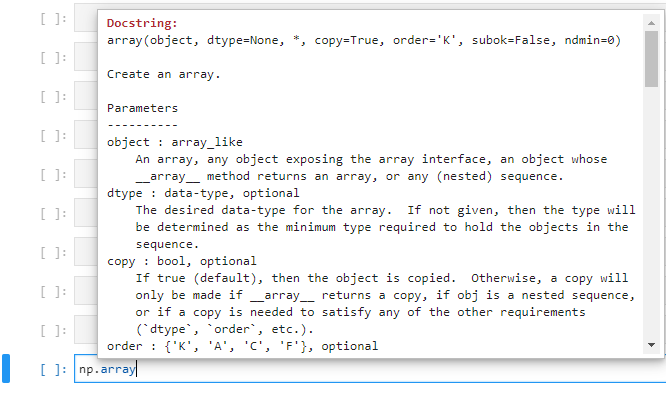 [ ]:
[ ]:
[ ]:
[ ]:
[ ]:
[ ]:
[ ]:
[ ]:
[ ]:
Docstring:
array(object, dtype=None, *, copy=True, order='K', subok=False, ndmin=0)
Create an array.
Parameters
----------
object : array_like
An array, any object exposing the array interface, an object whose
__array__ method returns an array, or any (nested) sequence.
dtype : data-type, optional
The desired data-type for the array.  If not given, then the type will
be determined as the minimum type required to hold the objects in the
sequence.
copy : bool, optional
If true (default), then the object is copied.  Otherwise, a copy will
only be made if __array__ returns a copy, if obj is a nested sequence,
or if a copy is needed to satisfy any of the other requirements
(`dtype`, `order`, etc.).
order : {'K', 'A', 'C', 'F'}, optional
[ ]: np.array